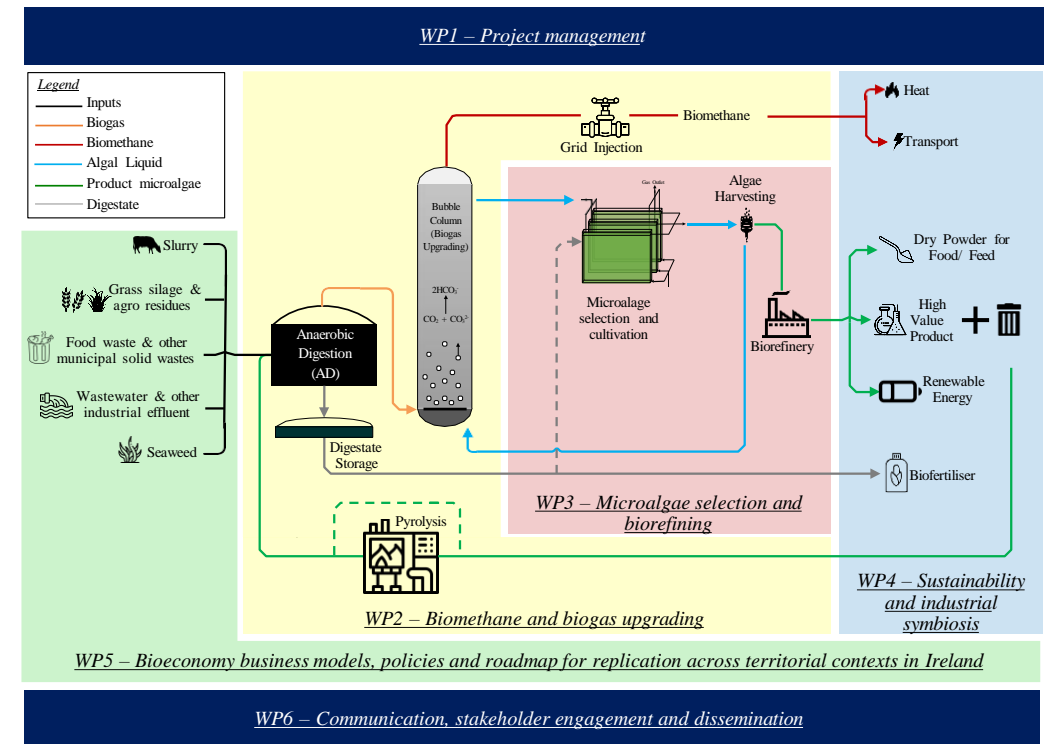 WP1 – Project management
Legend
Inputs
Biogas
Biomethane
Algal Liquid
Product microalgae
Digestate
Slurry
Grass silage &
agro residues
Food waste & other
municipal solid wastes
Wastewater & other
industrial effluent
Seaweed
Anaerobic
Digestion
(AD)
Digestate
Storage
Bubble
Column
(Biogas
Upgrading)
2HCO₃⁻
CO₂ + CO₃²⁻
Grid Injection
Biomethane
Heat
Transport
Gas Outlet
Microalage
selection and
cultivation
Algae
Harvesting
Biorefinery
Dry Powder for
Food/ Feed
High
Value
Product
Renewable
Energy
Biofertiliser
WP3 – Microalgae selection and
biorefining
Pyrolysis
WP2 – Biomethane and biogas upgrading
WP4 – Sustainability
and industrial
symbiosis
WP5 – Bioeconomy business models, policies and roadmap for replication across territorial contexts in Ireland
WP6 – Communication, stakeholder engagement and dissemination